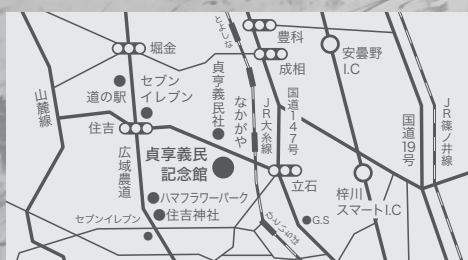 とよしな
豊科
堀金
安曇野
I.C
成相
セブン
イレブン
道の駅
山麓線
貞享義民社
なかがや
JR大糸線
国道147号
国道19号
JR篠ノ井線
住吉
広域農道
貞享義民
記念館
立石
梓川
スマートI.C
ハマフラワーパーク
住吉神社
セブンイレブン
G.S